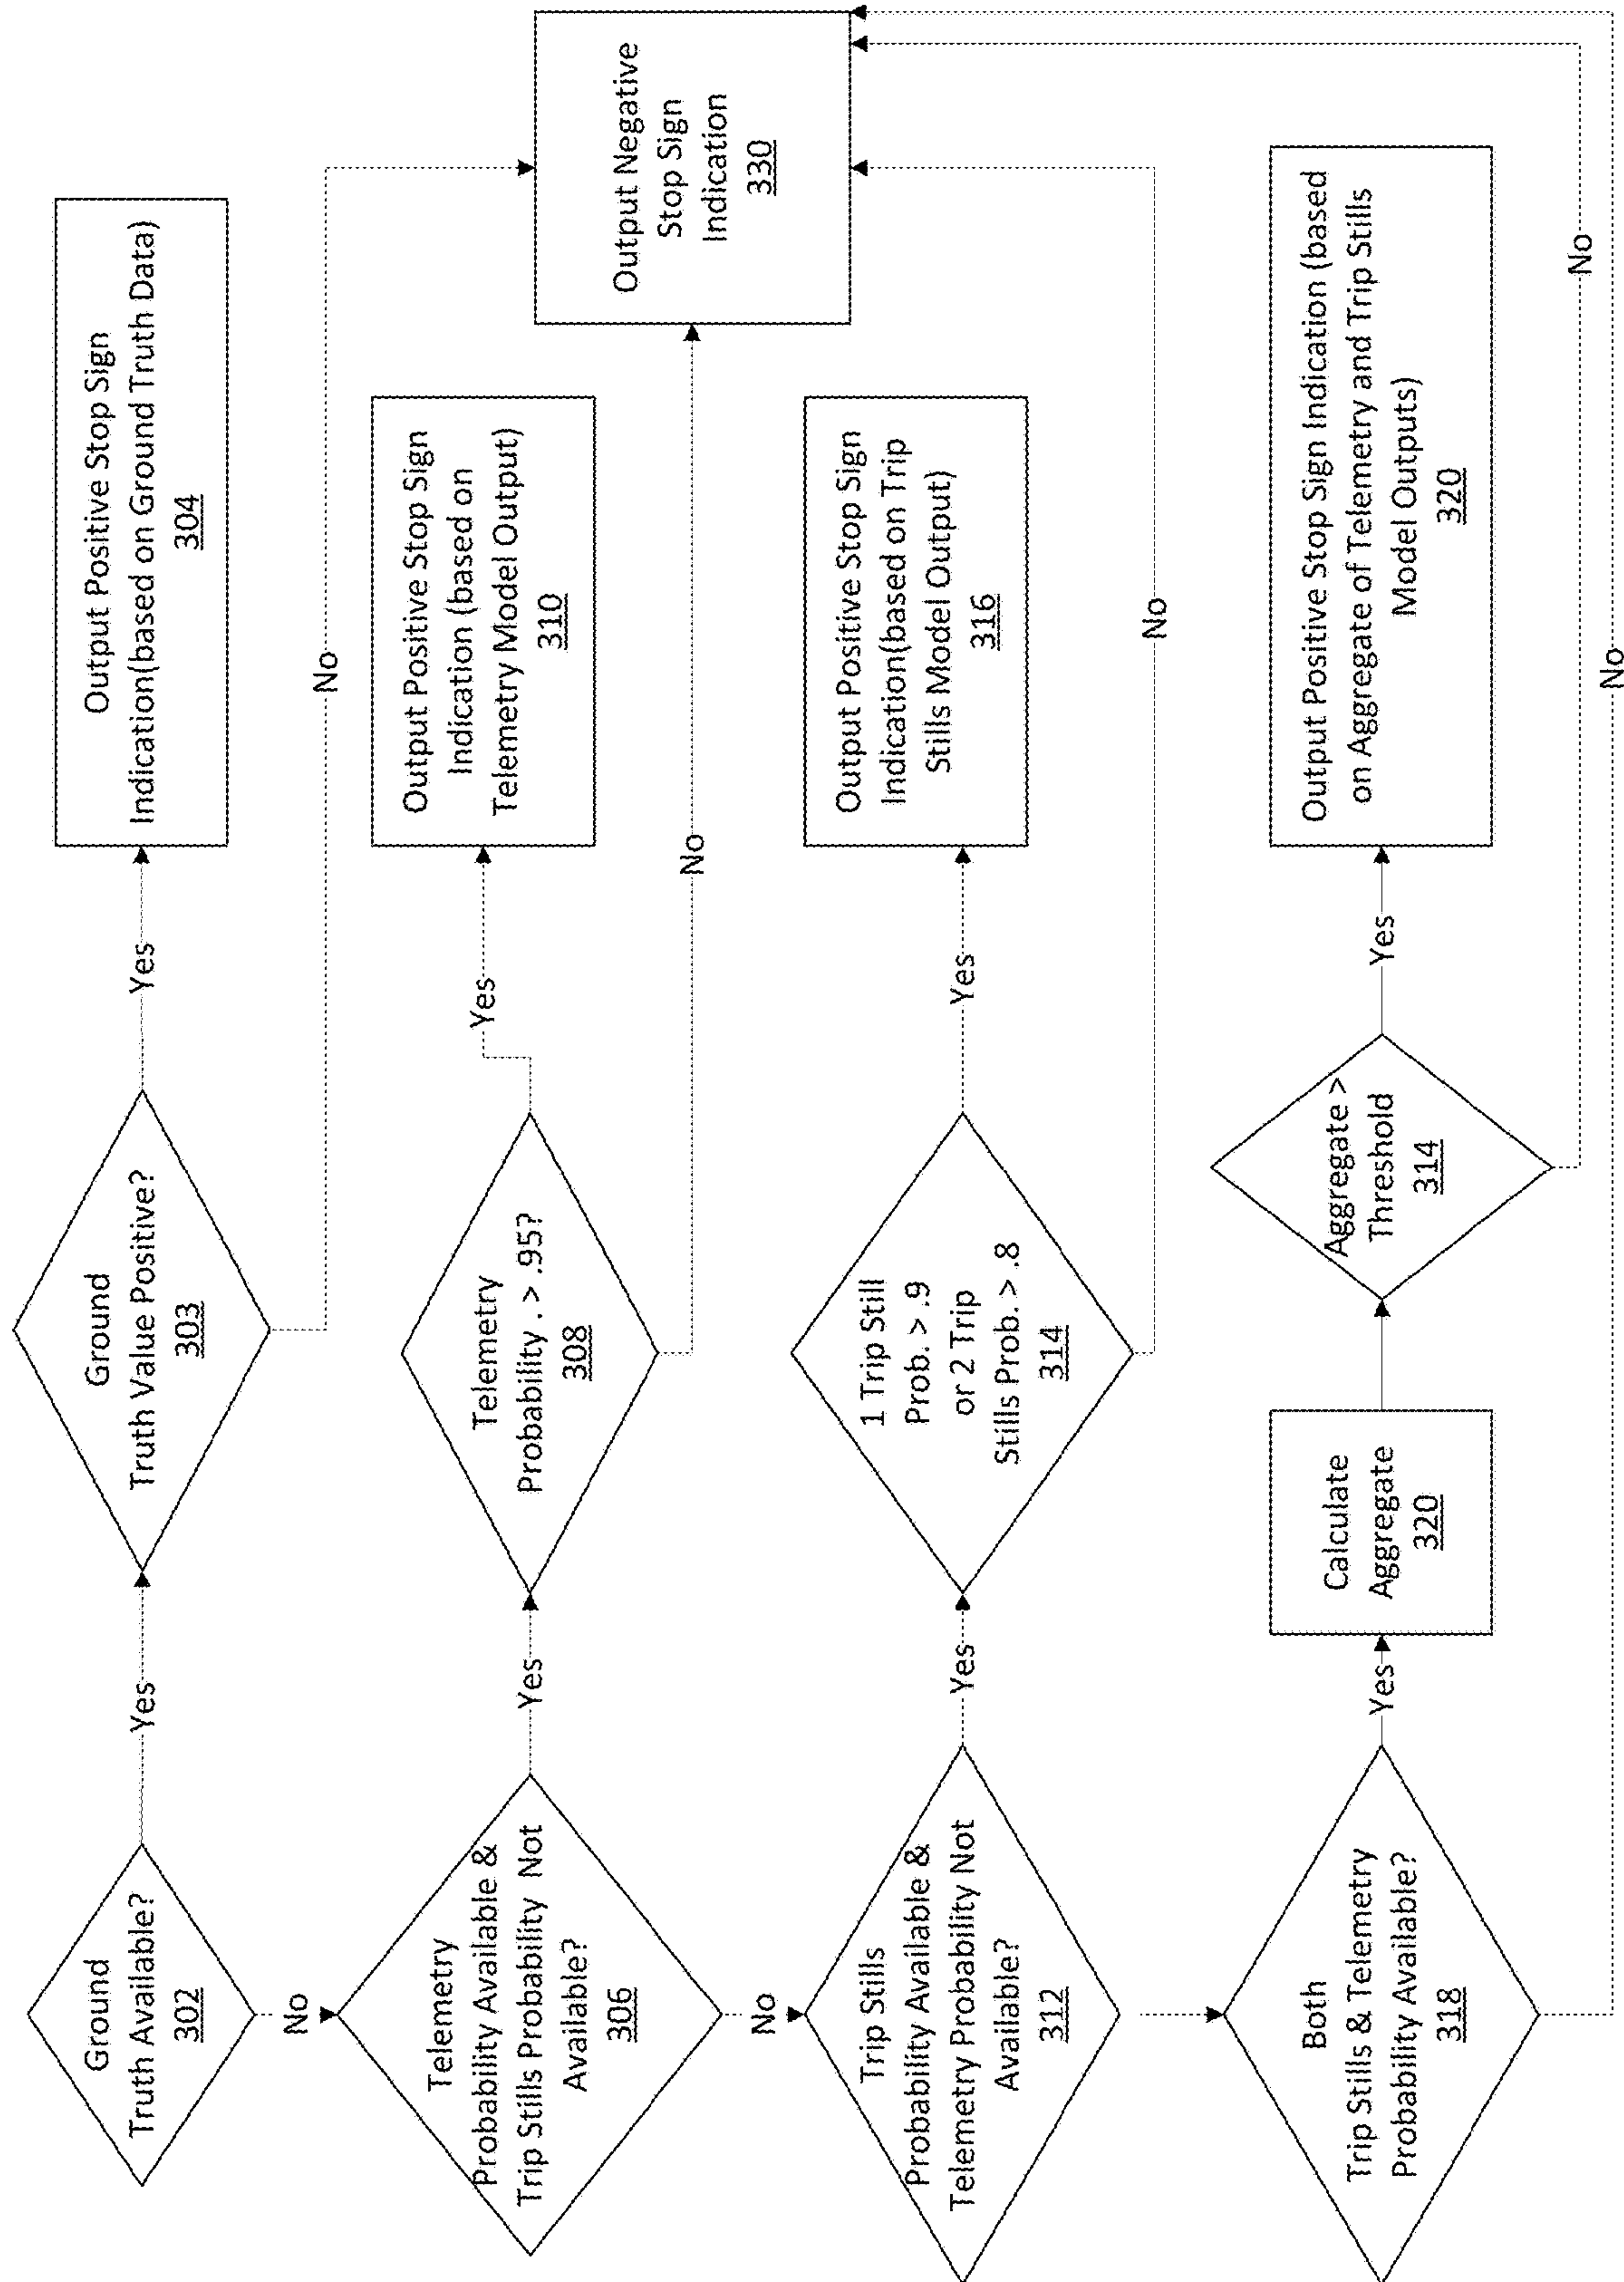 Ground
Truth Available?
302
Yes
Ground
Truth Value Positive?
303
Yes
Output Positive Stop Sign
Indication(based on Ground Truth Data)
304
No
No
Telemetry
Probability Available &
Trip Stills Probability Not
Available?
306
Yes
Telemetry
Probability . > .95?
308
Yes
Output Positive Stop Sign
Indication (based on
Telemetry Model Output)
310
No
Output Negative
Stop Sign
Indication
330
No
Trip Stills
Probability Available &
Telemetry Probability Not
Available?
312
Yes
1 Trip Still
Prob. > .9
or 2 Trip
Stills Prob. > .8
314
Yes
Output Positive Stop Sign
Indication(based on Trip
Stills Model Output)
316
No
Both
Trip Stills & Telemetry
Probability Available?
318
Yes
Calculate
Aggregate
320
Aggregate >
Threshold
314
Yes
Output Positive Stop Sign Indication (based
on Aggregate of Telemetry and Trip Stills
Model Outputs)
320
No
No